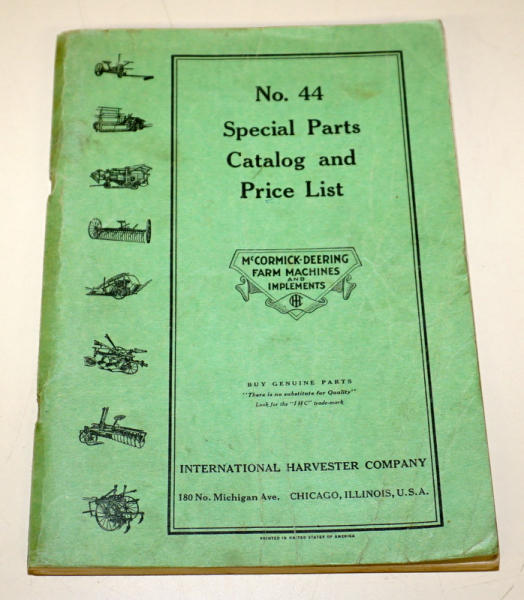 No. 44
Special Parts
Catalog and
Price List
McCORMICK-DEERING
FARM MACHINES
AND
IMPLEMENTS
IHC
BUY GENUINE PARTS
"There is no substitute for Quality"
Look for the "IHC" trade-mark
INTERNATIONAL HARVESTER COMPANY
180 No. Michigan Ave. CHICAGO, ILLINOIS, U.S.A.
PRINTED IN UNITED STATES OF AMERICA